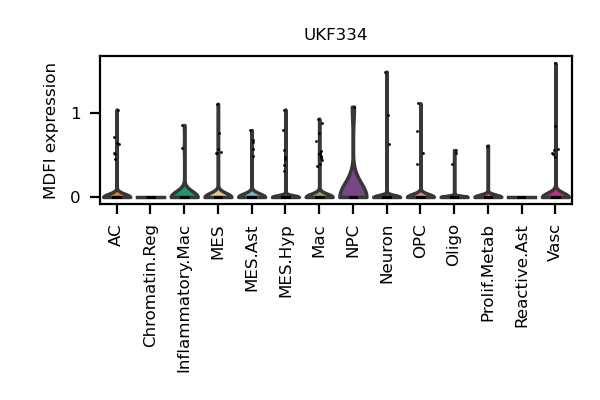 UKF334
MDFI expression
1
0
AC
Chromatin.Reg
Inflammatory.Mac
MES
MES.Ast
MES.Hyp
Mac
NPC
Neuron
OPC
Oligo
Prolif.Metab
Reactive.Ast
Vasc